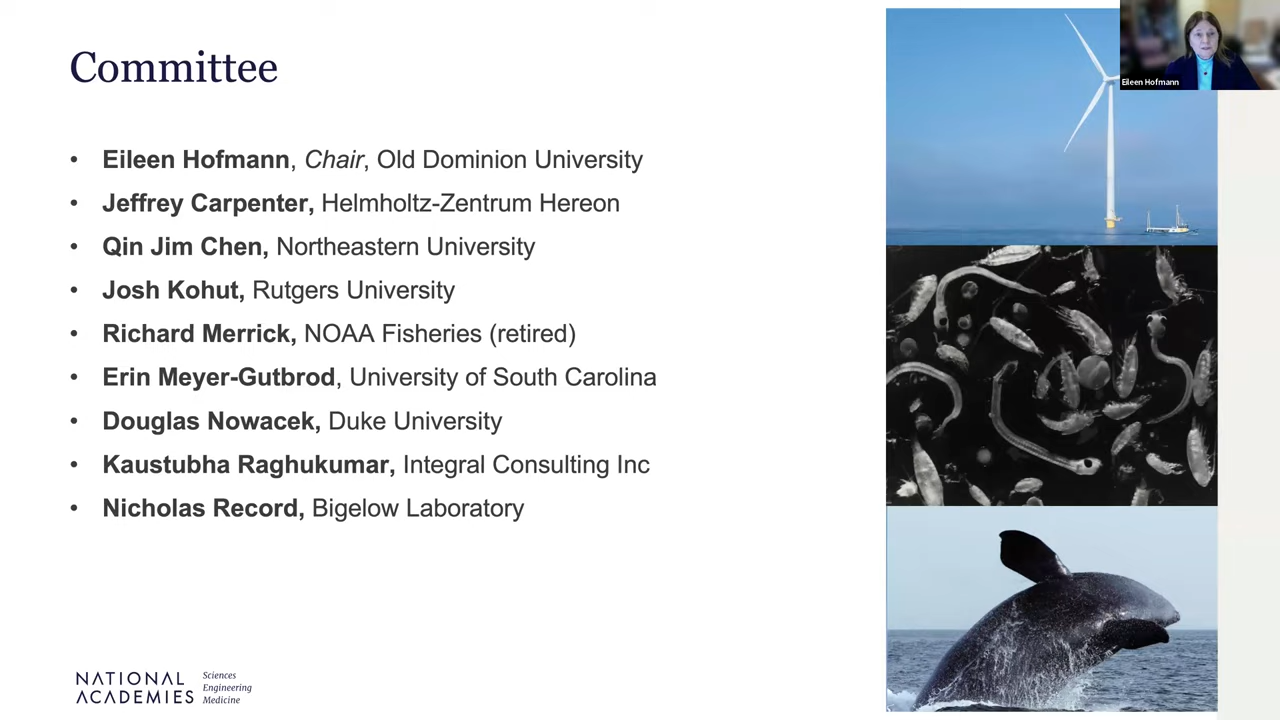 Committee
Eileen Hofmann
• Eileen Hofmann, Chair, Old Dominion University
• Jeffrey Carpenter, Helmholtz-Zentrum Hereon
• Qin Jim Chen, Northeastern University
• Josh Kohut, Rutgers University
• Richard Merrick, NOAA Fisheries (retired)
• Erin Meyer-Gutbrod, University of South Carolina
• Douglas Nowacek, Duke University
• Kaustubha Raghukumar, Integral Consulting Inc
• Nicholas Record, Bigelow Laboratory
NATIONAL
ACADEMIES
Sciences
Engineering
Medicine